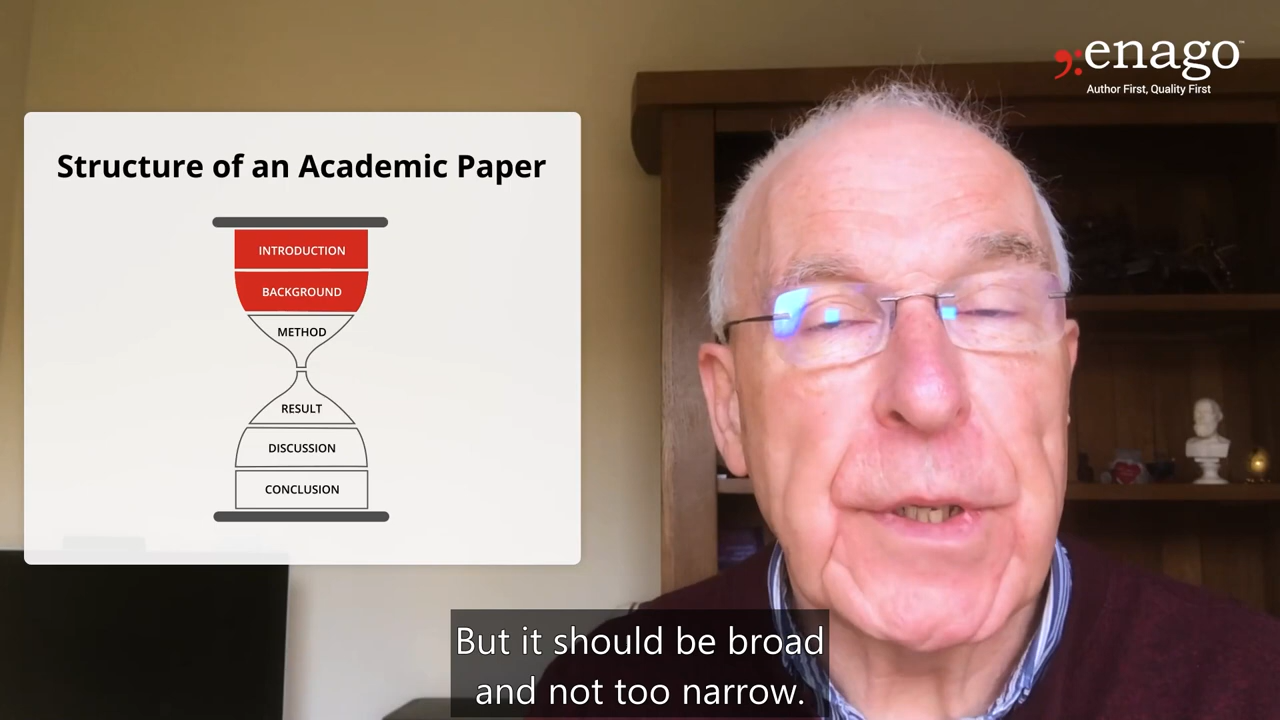 enago™
Author First, Quality First
Structure of an Academic Paper
INTRODUCTION
BACKGROUND
METHOD
RESULT
DISCUSSION
CONCLUSION
But it should be broad
and not too narrow.